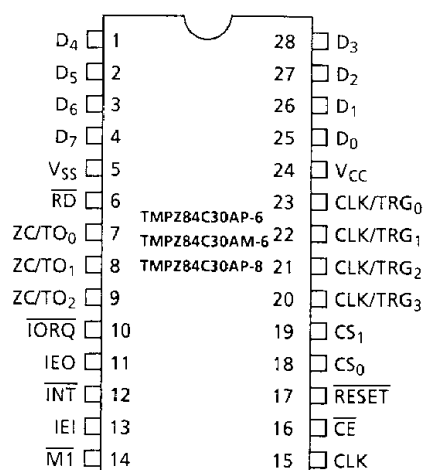 D4 1 28 D3
D5 2 27 D2
D6 3 26 D1
D7 4 25 D0
VSS 5 24 VCC
RD 6 23 CLK/TRG0
TMPZ84C30AP-6
ZC/TO0 7 22 CLK/TRG1
TMPZ84C30AM-6
ZC/TO1 8 21 CLK/TRG2
TMPZ84C30AP-8
ZC/TO2 9 20 CLK/TRG3
IORQ 10 19 CS1
IEO 11 18 CS0
INT 12 17 RESET
IEI 13 16 CE
M1 14 15 CLK